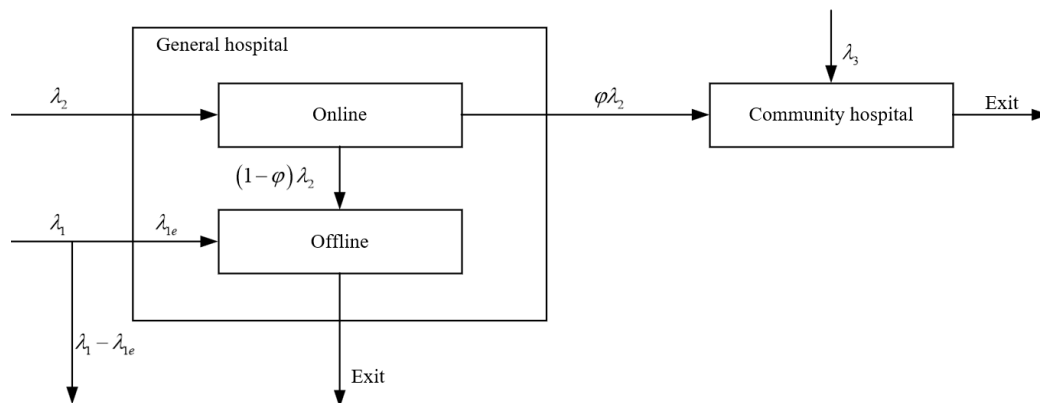 General hospital
λ₃
λ₂
Online
φλ₂
Community hospital
Exit
(1−φ)λ₂
λ₁
λ₁ₑ
Offline
λ₁ − λ₁ₑ
Exit